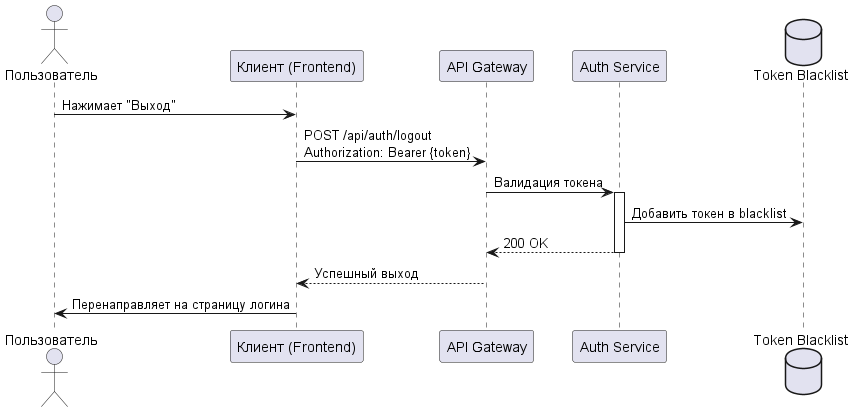 Пользователь
Клиент (Frontend)
API Gateway
Auth Service
Token Blacklist
Нажимает "Выход"
POST /api/auth/logout
Authorization: Bearer {token}
Валидация токена
Добавить токен в blacklist
200 OK
Успешный выход
Перенаправляет на страницу логина
Пользователь
Клиент (Frontend)
API Gateway
Auth Service
Token Blacklist